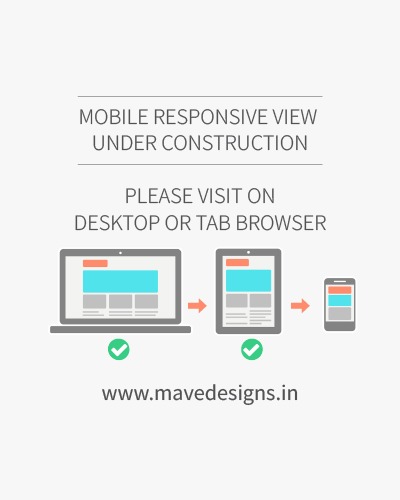 MOBILE RESPONSIVE VIEW
UNDER CONSTRUCTION
PLEASE VISIT ON
DESKTOP OR TAB BROWSER
www.mavedesigns.in